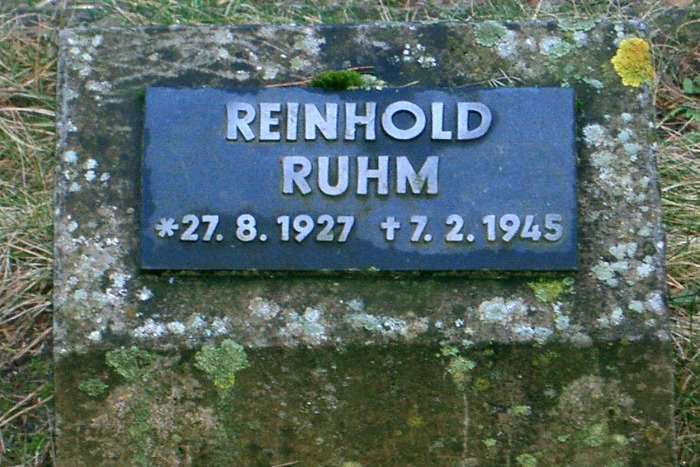 REINHOLD
RUHM
*27. 8. 1927 †7. 2. 1945